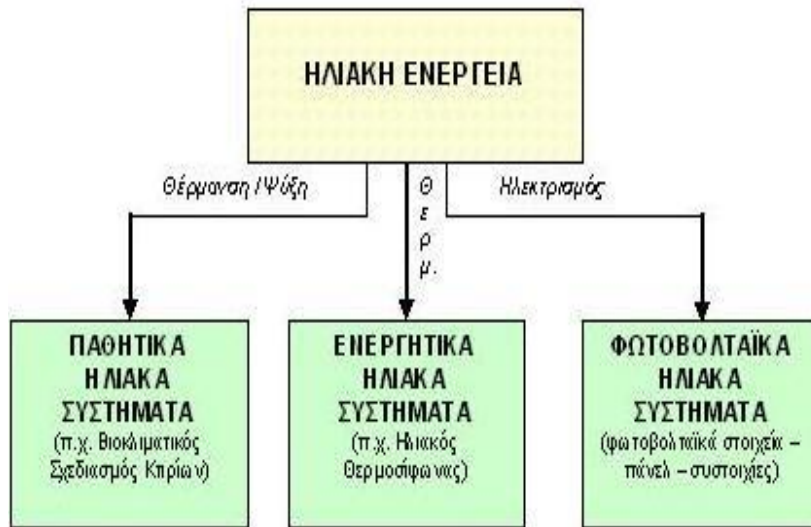 ΗΛΙΑΚΗ ΕΝΕΡΓΕΙΑ
Θέρμανση / Ψύξη
Θερμ.
Ηλεκτρισμός
ΠΑΘΗΤΙΚΑ
ΗΛΙΑΚΑ
ΣΥΣΤΗΜΑΤΑ
(π.χ. Βιοκλιματικός
Σχεδιασμός Κτιρίων)
ΕΝΕΡΓΗΤΙΚΑ
ΗΛΙΑΚΑ
ΣΥΣΤΗΜΑΤΑ
(π.χ. Ηλιακός
Θερμοσίφωνας)
ΦΩΤΟΒΟΛΤΑΪΚΑ
ΗΛΙΑΚΑ
ΣΥΣΤΗΜΑΤΑ
(φωτοβολταϊκά στοιχεία –
πάνελ – συστοιχίες)